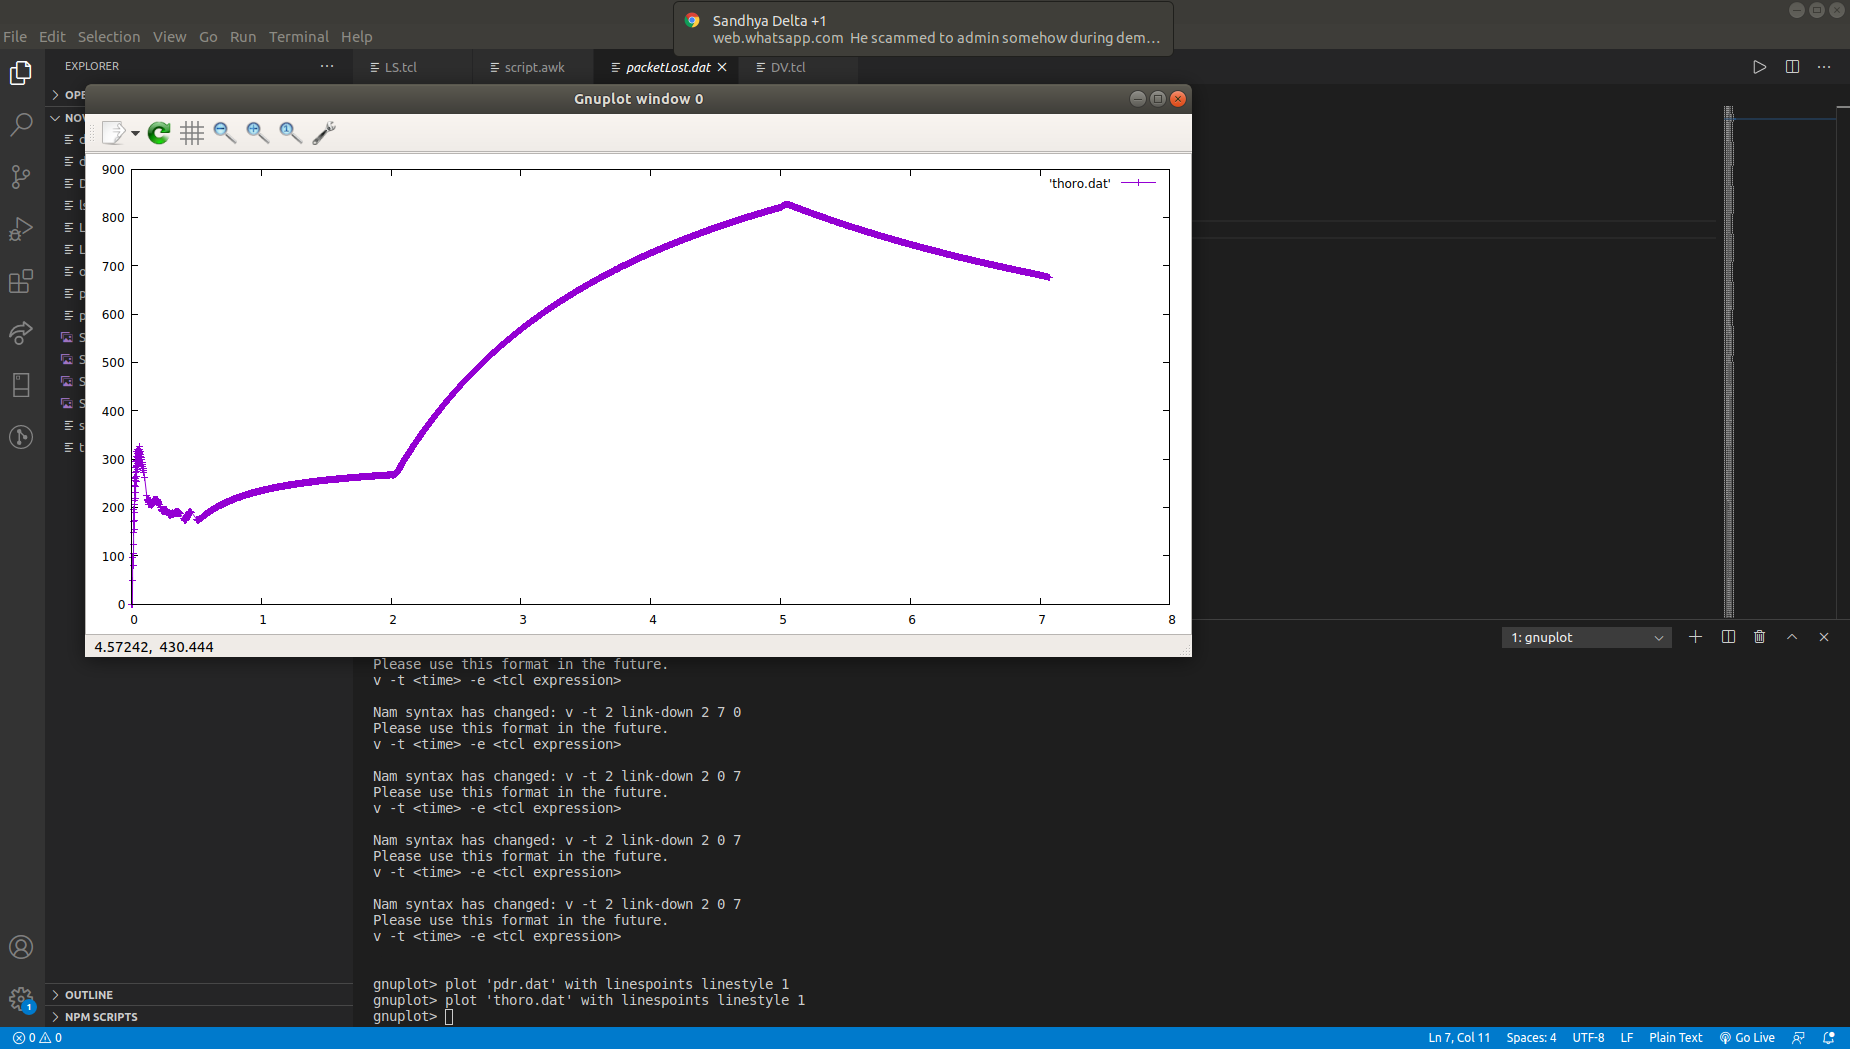 Sandhya Delta +1
web.whatsapp.com He scammed to admin somehow during dem...
File Edit Selection View Go Run Terminal Help
EXPLORER
LS.tcl
script.awk
packetLost.dat
DV.tcl
Gnuplot window 0
900
800
700
600
500
400
300
200
100
0
0 1 2 3 4 5 6 7 8
'thoro.dat'
4.57242, 430.444
1: gnuplot
Please use this format in the future.
v -t <time> -e <tcl expression>
Nam syntax has changed: v -t 2 link-down 2 7 0
Please use this format in the future.
v -t <time> -e <tcl expression>
Nam syntax has changed: v -t 2 link-down 2 0 7
Please use this format in the future.
v -t <time> -e <tcl expression>
Nam syntax has changed: v -t 2 link-down 2 0 7
Please use this format in the future.
v -t <time> -e <tcl expression>
Nam syntax has changed: v -t 2 link-down 2 0 7
Please use this format in the future.
v -t <time> -e <tcl expression>
gnuplot> plot 'pdr.dat' with linespoints linestyle 1
gnuplot> plot 'thoro.dat' with linespoints linestyle 1
gnuplot>
OUTLINE
NPM SCRIPTS
1
0 0
Ln 7, Col 11
Spaces: 4
UTF-8
LF
Plain Text
Go Live